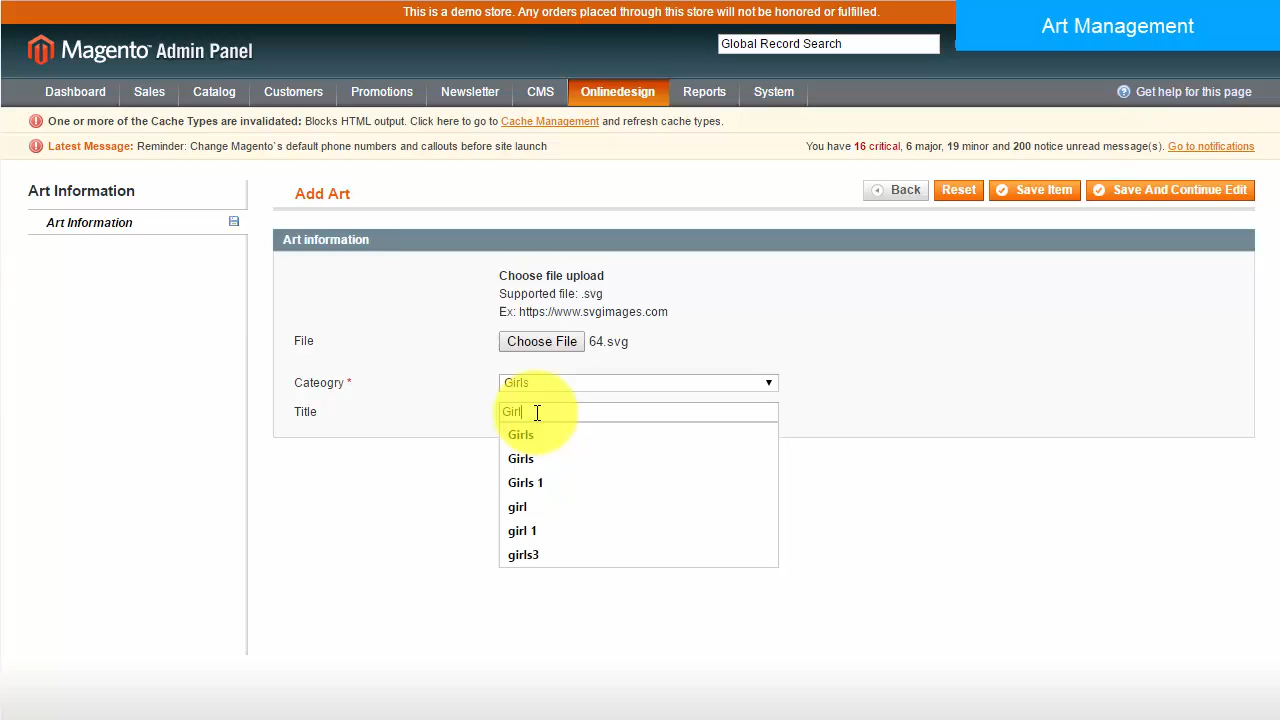 This is a demo store. Any orders placed through this store will not be honored or fulfilled.
Art Management
Magento™ Admin Panel
Global Record Search
Dashboard Sales Catalog Customers Promotions Newsletter CMS Onlinedesign Reports System Get help for this page
One or more of the Cache Types are invalidated: Blocks HTML output. Click here to go to Cache Management and refresh cache types.
Latest Message: Reminder: Change Magento`s default phone numbers and callouts before site launch You have 16 critical, 6 major, 19 minor and 200 notice unread message(s). Go to notifications
Art Information
Art Information
Add Art
Back Reset Save Item Save And Continue Edit
Art information
Choose file upload
Supported file: .svg
Ex: https://www.svgimages.com
File Choose File 64.svg
Cateogry * Girls
Title Girl
Girls
Girls
Girls 1
girl
girl 1
girls3